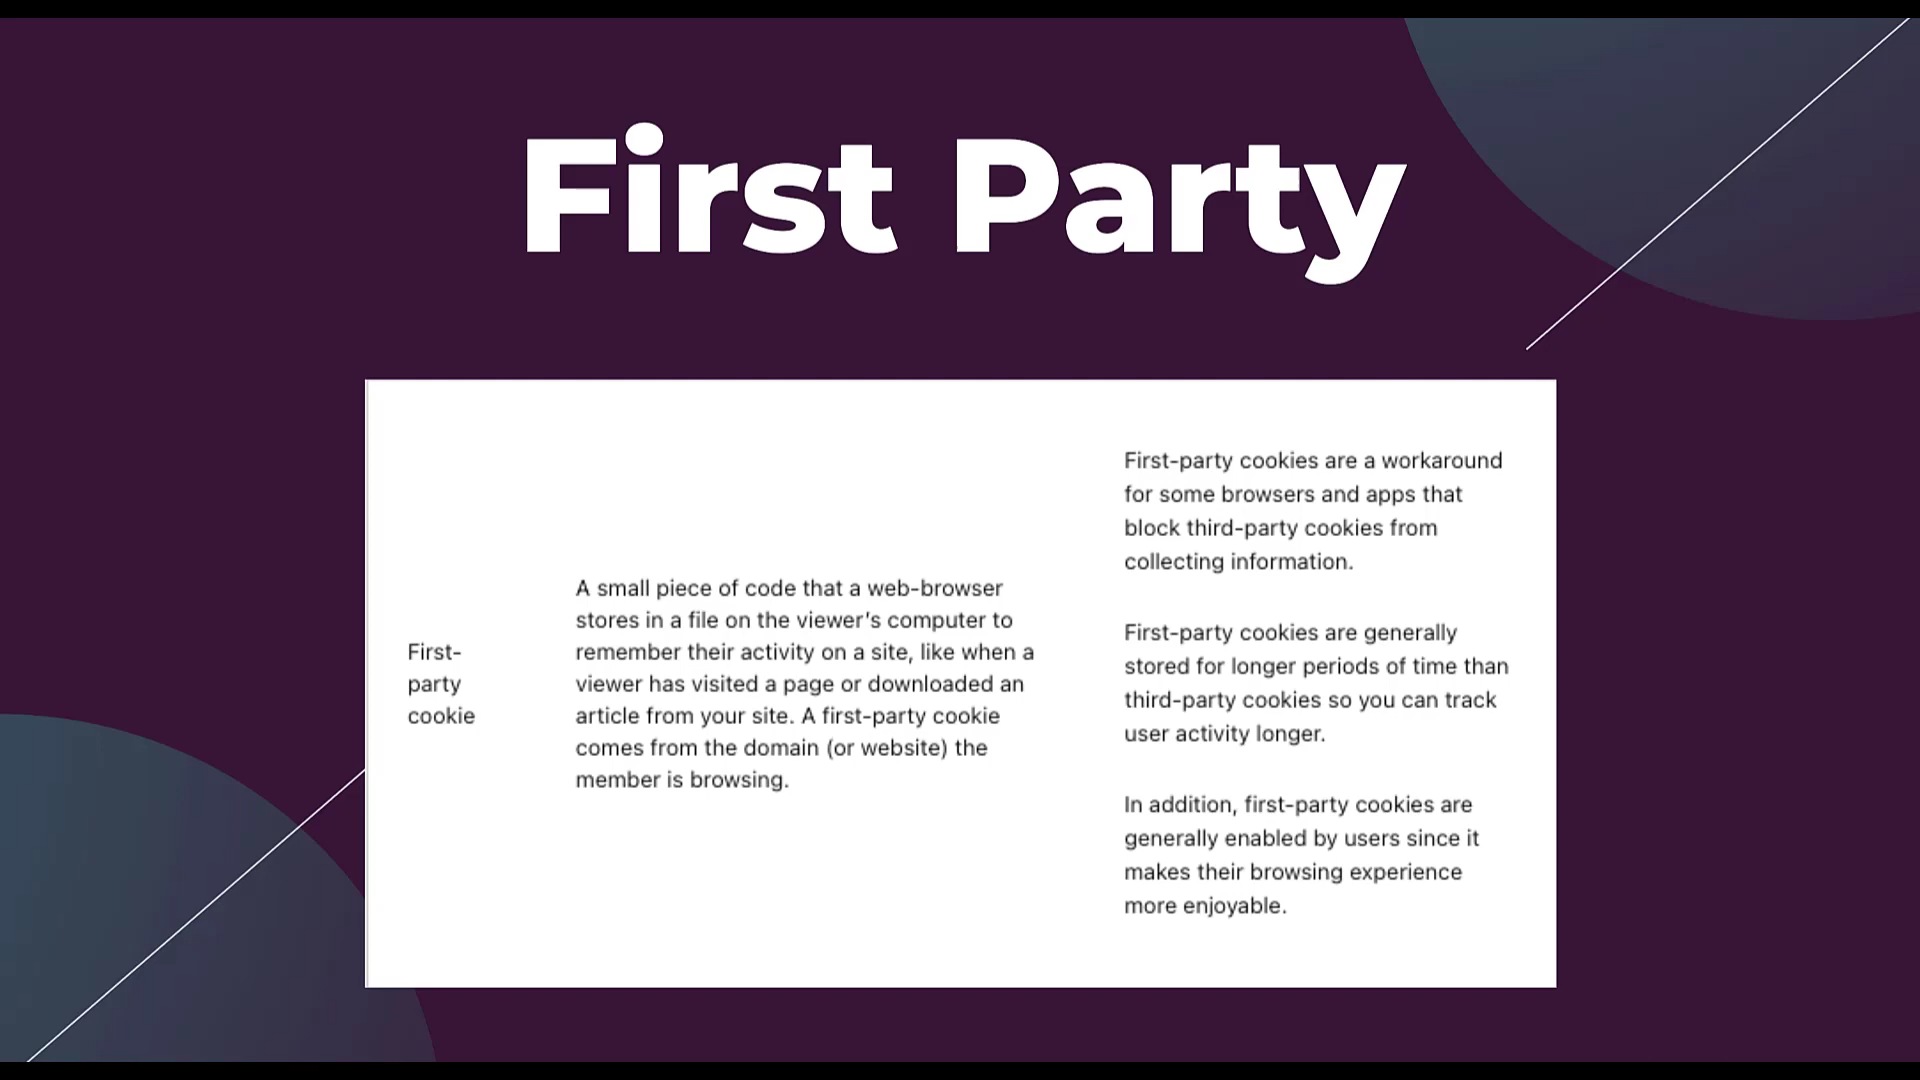 First Party
First-
party
cookie
A small piece of code that a web-browser
stores in a file on the viewer's computer to
remember their activity on a site, like when a
viewer has visited a page or downloaded an
article from your site. A first-party cookie
comes from the domain (or website) the
member is browsing.
First-party cookies are a workaround
for some browsers and apps that
block third-party cookies from
collecting information.
First-party cookies are generally
stored for longer periods of time than
third-party cookies so you can track
user activity longer.
In addition, first-party cookies are
generally enabled by users since it
makes their browsing experience
more enjoyable.